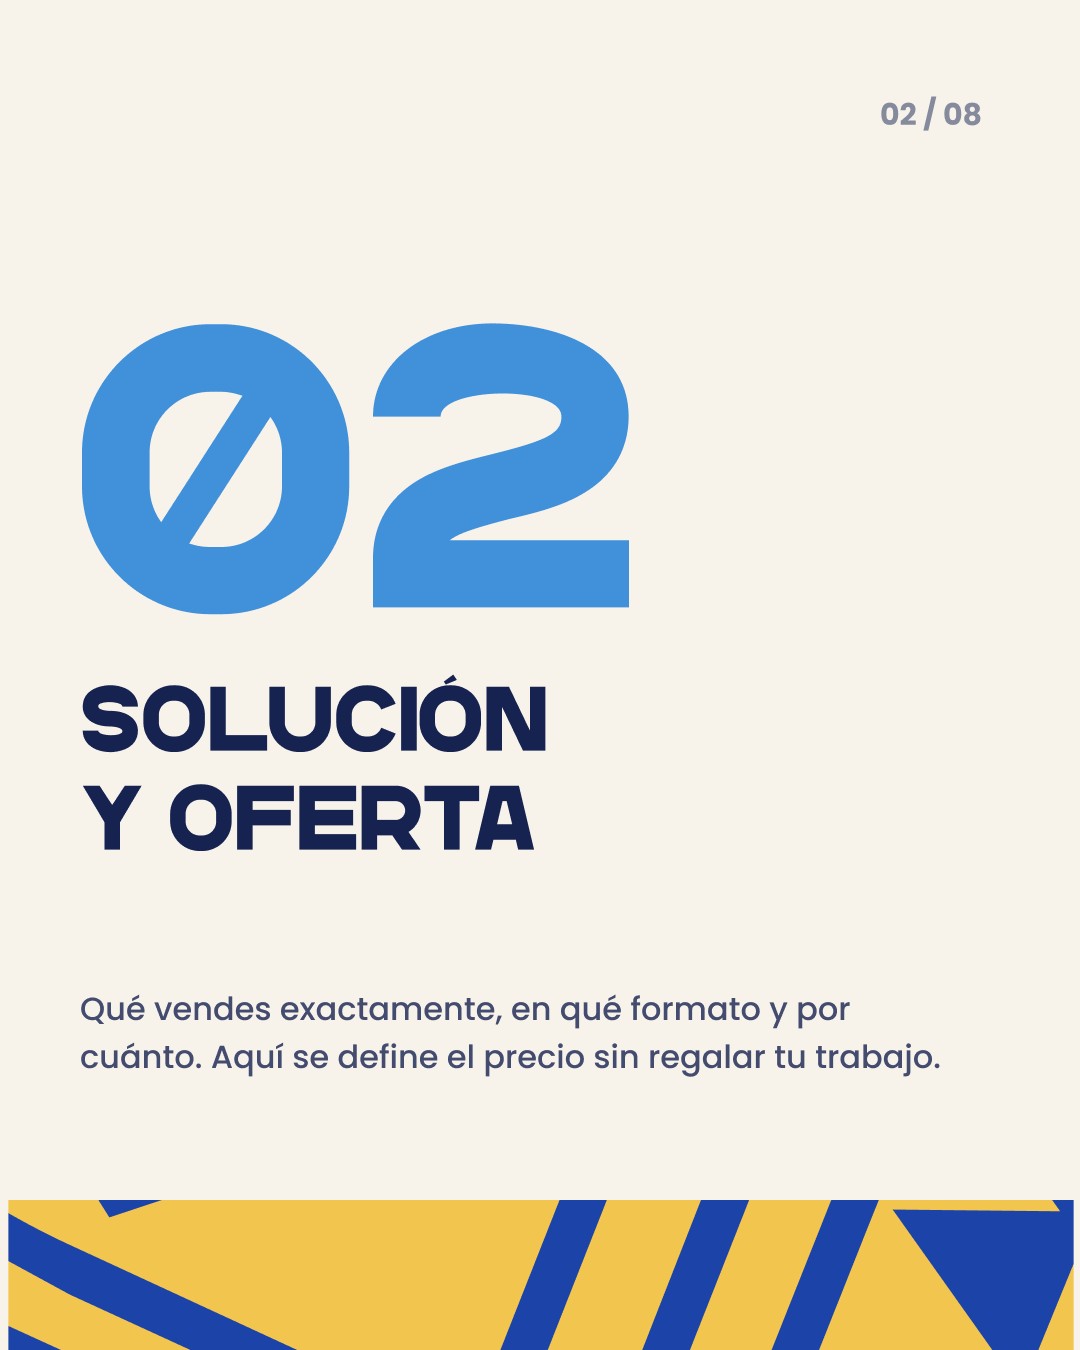 02 / 08
02
SOLUCIÓN
Y OFERTA
Qué vendes exactamente, en qué formato y por
cuánto. Aquí se define el precio sin regalar tu trabajo.